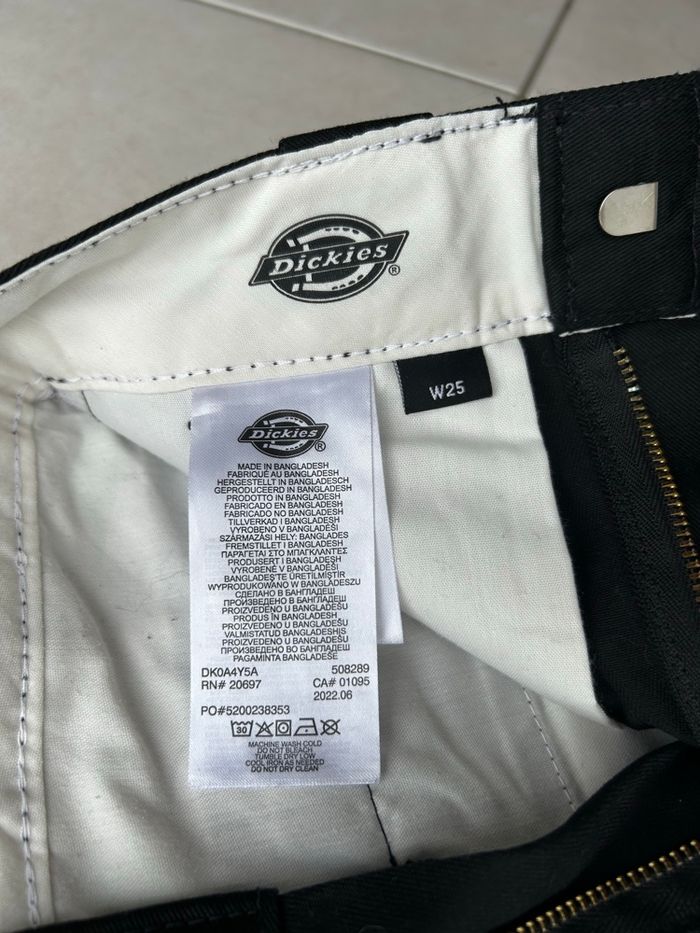 Dickies®
W25
Dickies®
MADE IN BANGLADESH
FABRIQUÉ AU BANGLADESH
HERGESTELLT IN BANGLADESCH
GEPRODUCEERD IN BANGLADESH
PRODOTTO IN BANGLADESH
FABRICADO EN BANGLADESH
FABRICADO NO BANGLADESH
TILLVERKAD I BANGLADESH
VYROBENO V BANGLADÉŠI
SZÁRMAZÁSI HELY: BANGLADES
FREMSTILLET I BANGLADESH
ΠΑΡΑΓΕΤΑΙ ΣΤΟ ΜΠΑΓΚΛΑΝΤΕΣ
PRODUSERT I BANGLADESH
VYROBENÉ V BANGLADÉŠI
BANGLADEŞ'TE ÜRETİLMİŞTİR
WYPRODUKOWANO W BANGLADESZU
СДЕЛАНО В БАНГЛАДЕШ
ПРОИЗВЕДЕНО В БАНГЛАДЕШ
PROIZVEDENO U BANGLADEŠU
PRODUS ÎN BANGLADESH
PROIZVEDENO U BANGLADEŠU
VALMISTATUD BANGLADESHIS
PROIZVEDENO U BANGLADEŠU
PAGAMINTA BANGLADEŠE
DK0A4Y5A 508289
RN# 20697 CA# 01095
2022.06
PO#5200238353
30
MACHINE WASH COLD
DO NOT BLEACH
TUMBLE DRY LOW
COOL IRON AS NEEDED
DO NOT DRY CLEAN